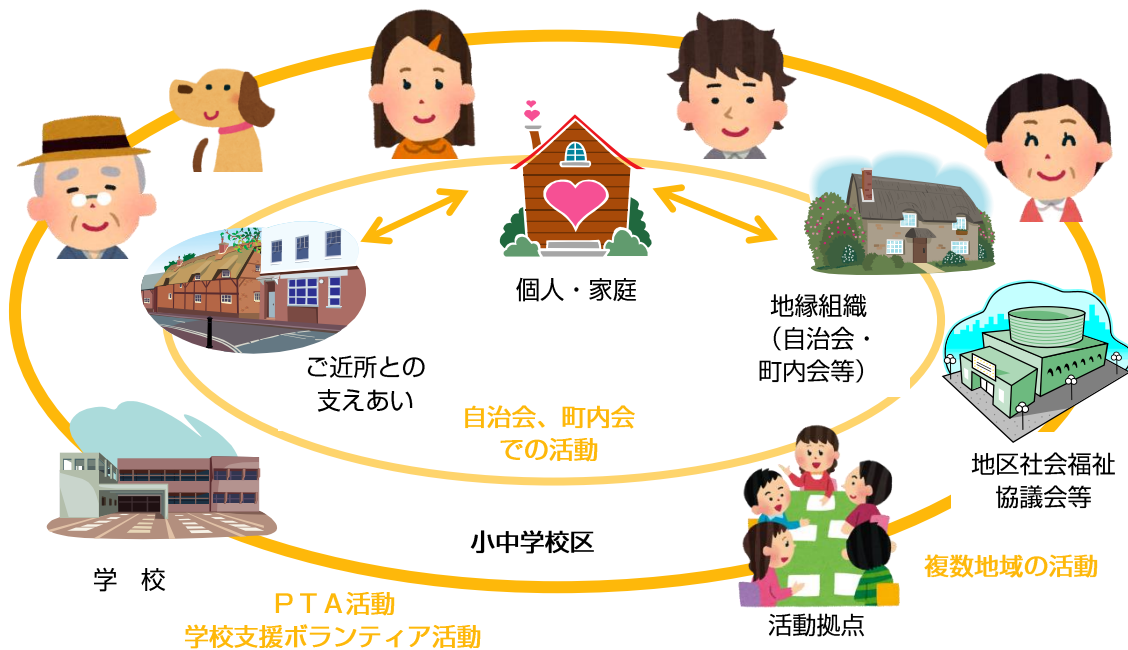 個人・家庭
ご近所との
支えあい
地縁組織
（自治会・
町内会等）
自治会、町内会
での活動
地区社会福祉
協議会等
小中学校区
学　校
複数地域の活動
ＰＴＡ活動
学校支援ボランティア活動
活動拠点